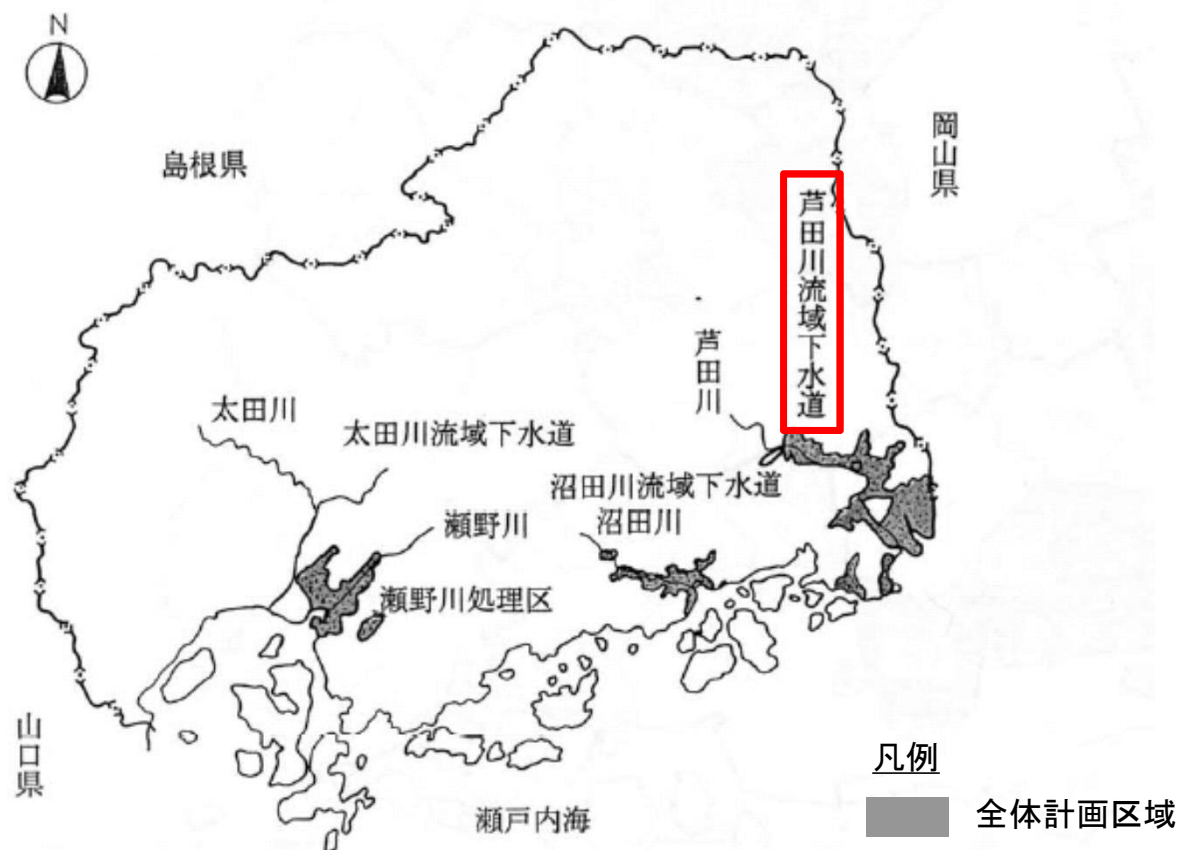 N
島根県
岡山県
芦田川流域下水道
芦田川
太田川
太田川流域下水道
沼田川流域下水道
沼田川
瀬野川
瀬野川処理区
山口県
瀬戸内海
凡例
全体計画区域